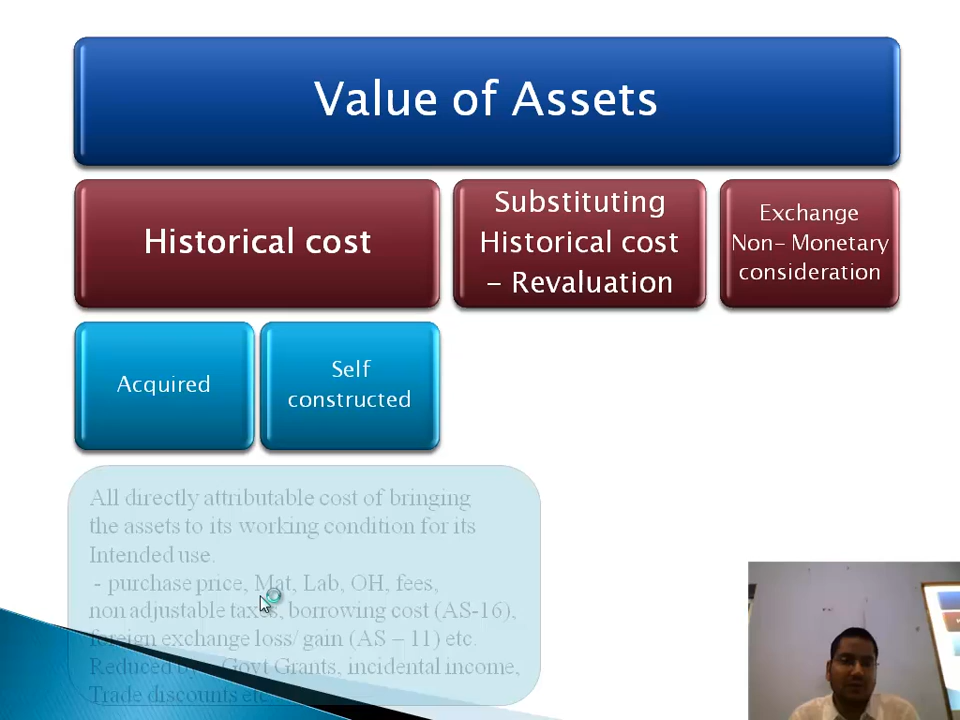 Value of Assets
Historical cost
Substituting
Historical cost
- Revaluation
Exchange
Non- Monetary
consideration
Acquired
Self
constructed
All directly attributable cost of bringing
the assets to its working condition for its
Intended use.
- purchase price, Mat, Lab, OH, fees,
non adjustable taxes, borrowing cost (AS-16),
foreign exchange loss/ gain (AS – 11) etc.
Reduced by - Govt Grants, incidental income,
Trade discounts etc